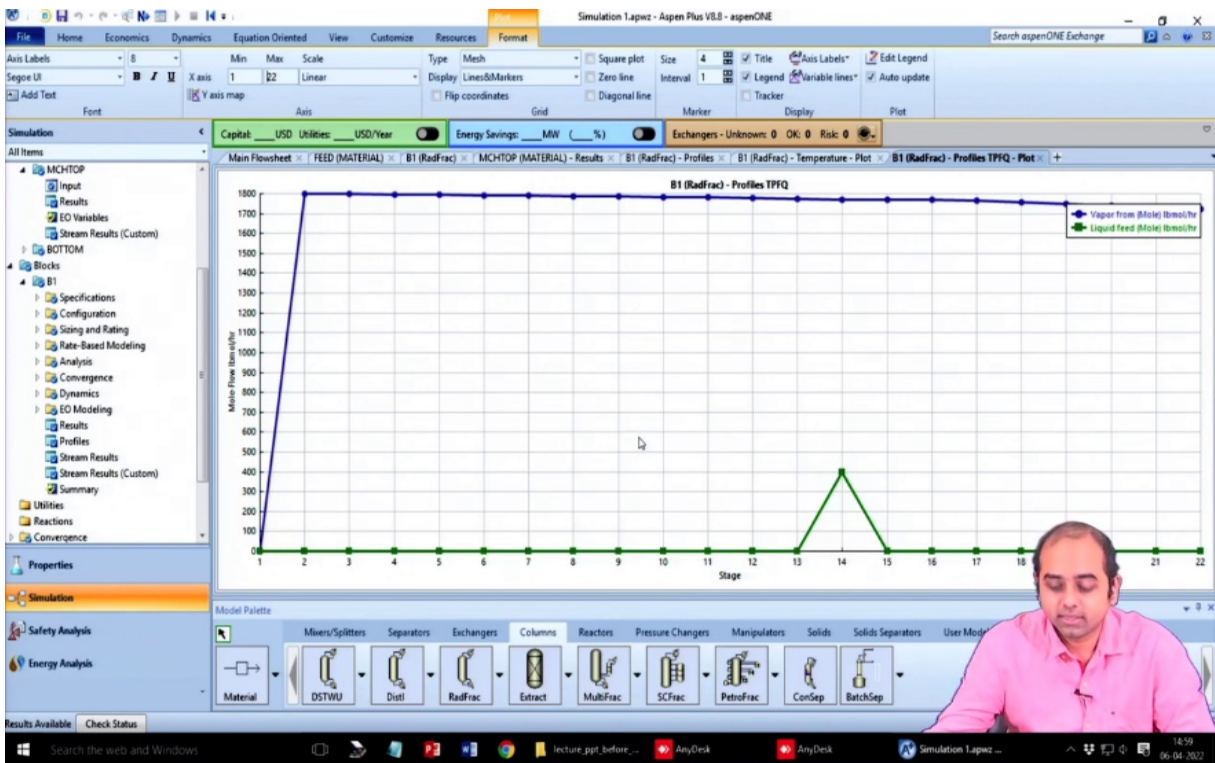 Plot
Simulation 1.apwz - Aspen Plus V8.8 - aspenONE
File Home Economics Dynamics Equation Oriented View Customize Resources Format Search aspenONE Exchange
Axis Labels 8 Min Max Scale Type Mesh Square plot Size 4 Title Axis Labels Edit Legend
Segoe UI B I U X axis 1 22 Linear Display Lines&Markers Zero line Interval 1 Legend Variable lines Auto update
Add Text Y axis map Flip coordinates Diagonal line Tracker
Font Axis Grid Marker Display Plot
Simulation Capital: ___USD Utilities: ___USD/Year Energy Savings: ___MW (___%) Exchangers - Unknown: 0 OK: 0 Risk: 0
All Items Main Flowsheet FEED (MATERIAL) B1 (RadFrac) MCHTOP (MATERIAL) - Results B1 (RadFrac) - Profiles B1 (RadFrac) - Temperature - Plot B1 (RadFrac) - Profiles TPFQ - Plot +
MCHTOP
Input
Results
EO Variables
Stream Results (Custom)
BOTTOM
Blocks
B1
Specifications
Configuration
Sizing and Rating
Rate-Based Modeling
Analysis
Convergence
Dynamics
EO Modeling
Results
Profiles
Stream Results
Stream Results (Custom)
Summary
Utilities
Reactions
Convergence
Properties
Simulation
Safety Analysis
Energy Analysis
B1 (RadFrac) - Profiles TPFQ
Vapor from (Mole) lbmol/hr
Liquid feed (Mole) lbmol/hr
Mole Flow lbmol/hr
1800
1700
1600
1500
1400
1300
1200
1100
1000
900
800
700
600
500
400
300
200
100
0
1 2 3 4 5 6 7 8 9 10 11 12 13 14 15 16 17 18 21 22
Stage
Model Palette
Mixers/Splitters Separators Exchangers Columns Reactors Pressure Changers Manipulators Solids Solids Separators
Material DSTWU Distl RadFrac Extract MultiFrac SCFrac PetroFrac ConSep BatchSep
Results Available Check Status
Search the web and Windows lecture_ppt_before_... AnyDesk AnyDesk Simulation 1.apwz ... 14:59
06-04-2022